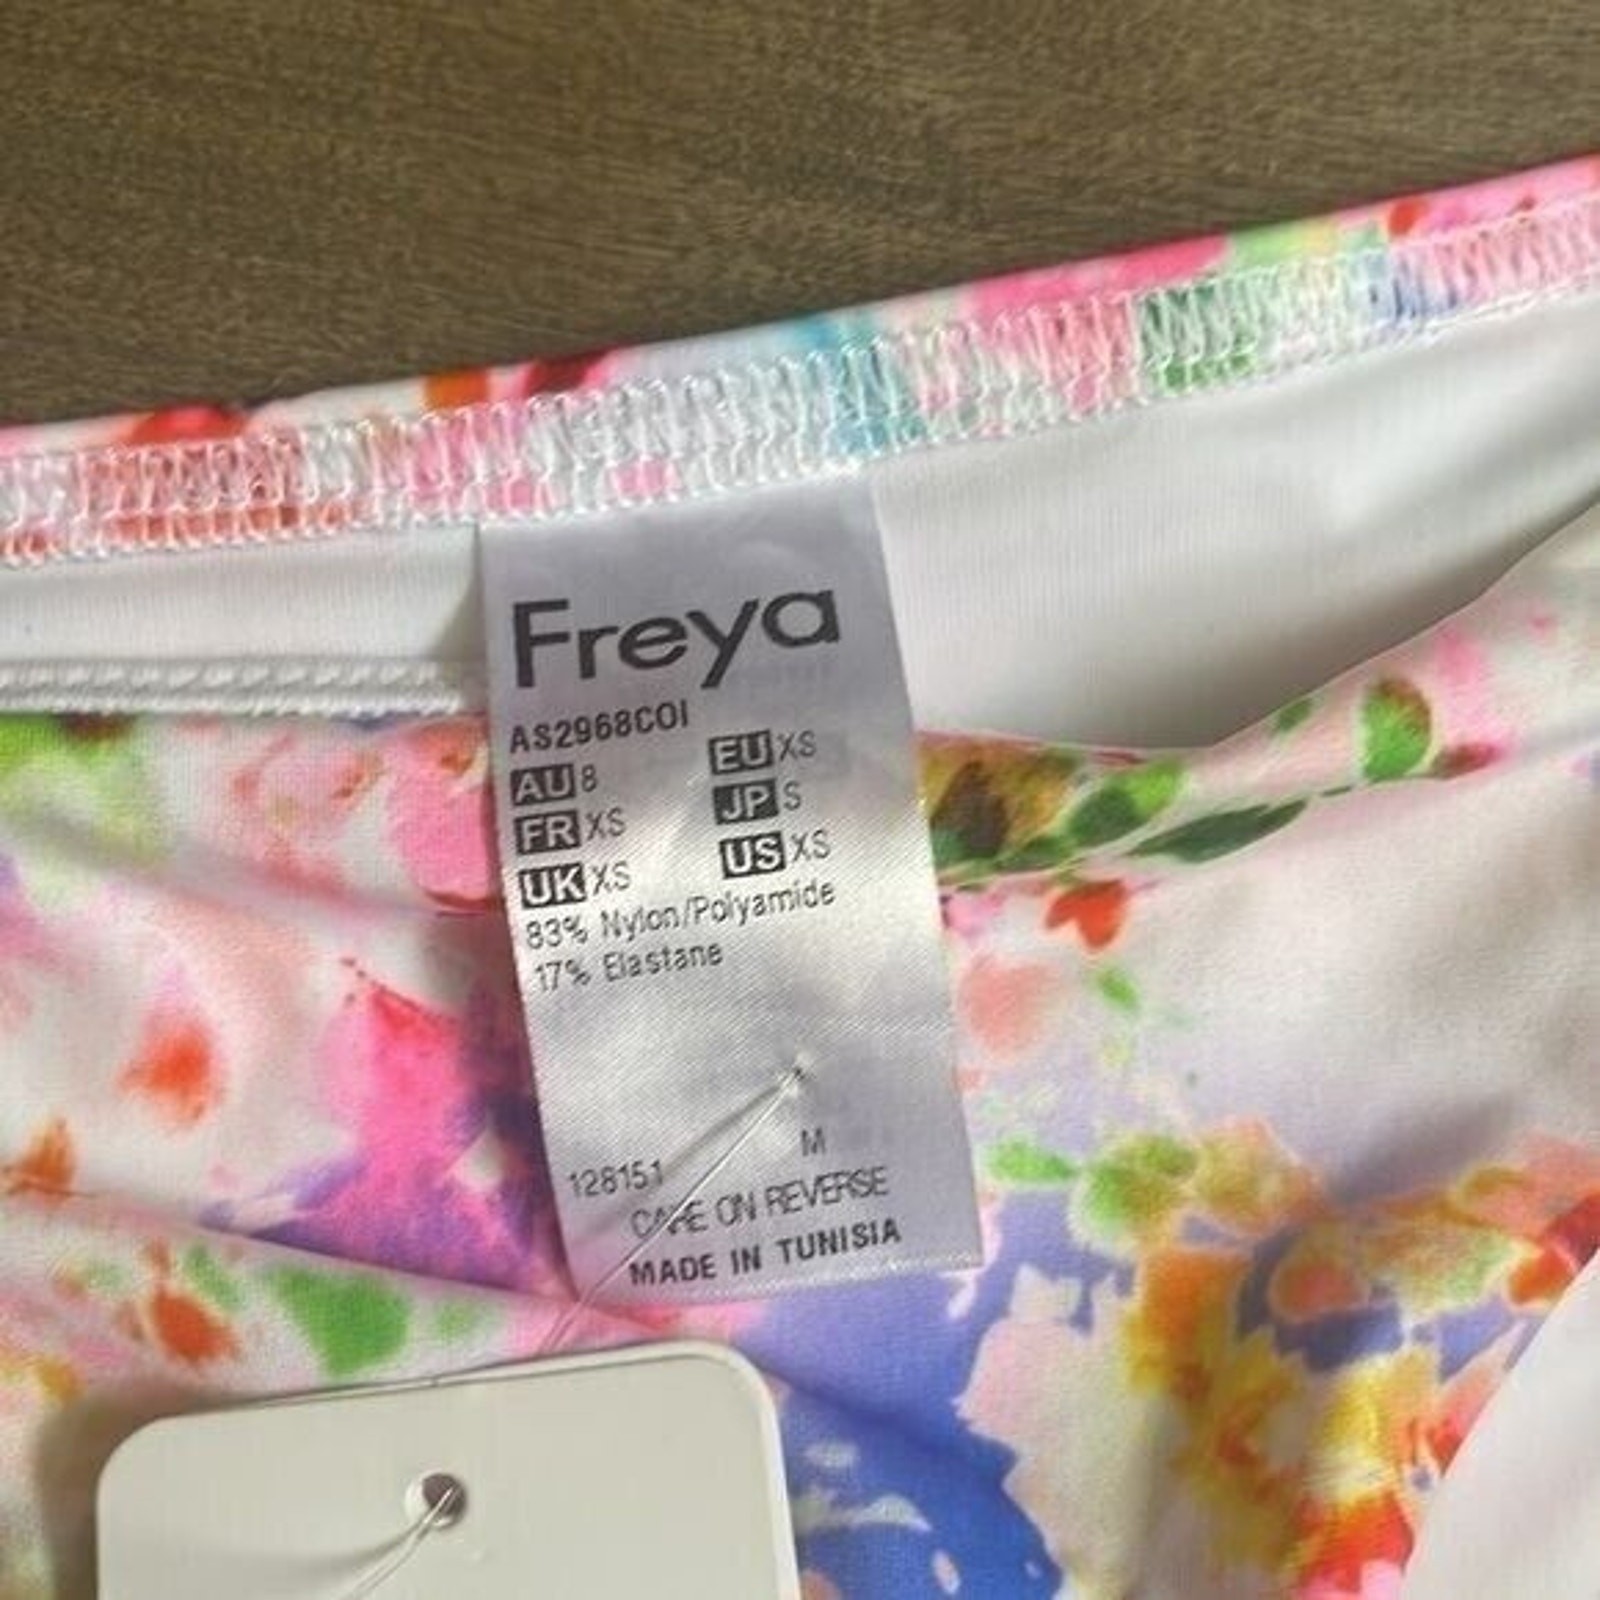 Freya
AS2968COI
AU 8 EU XS
FR XS JP S
UK XS US XS
83% Nylon/Polyamide
17% Elastane
128151 M
CARE ON REVERSE
MADE IN TUNISIA